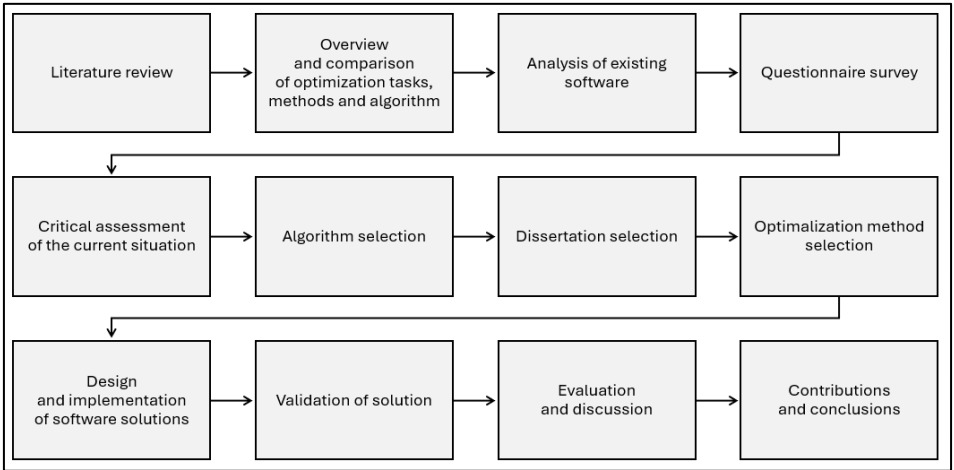 Literature review
Overview
and comparison
of optimization tasks,
methods and algorithm
Analysis of existing
software
Questionnaire survey
Critical assessment
of the current situation
Algorithm selection
Dissertation selection
Optimalization method
selection
Design
and implementation
of software solutions
Validation of solution
Evaluation
and discussion
Contributions
and conclusions